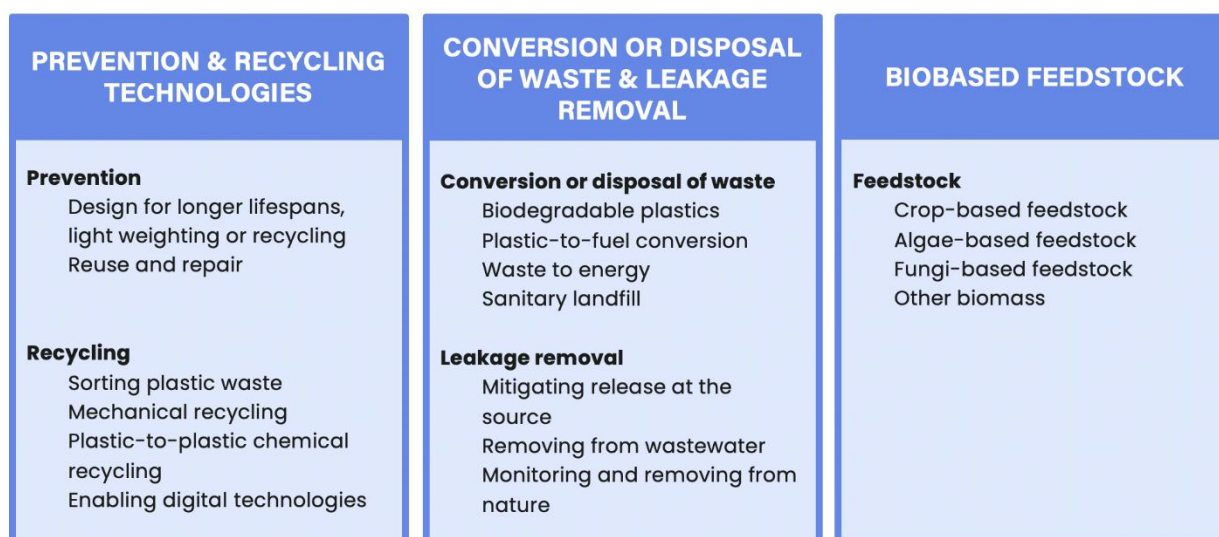 PREVENTION & RECYCLING
TECHNOLOGIES
Prevention
Design for longer lifespans,
light weighting or recycling
Reuse and repair
Recycling
Sorting plastic waste
Mechanical recycling
Plastic-to-plastic chemical
recycling
Enabling digital technologies
CONVERSION OR DISPOSAL
OF WASTE & LEAKAGE
REMOVAL
Conversion or disposal of waste
Biodegradable plastics
Plastic-to-fuel conversion
Waste to energy
Sanitary landfill
Leakage removal
Mitigating release at the
source
Removing from wastewater
Monitoring and removing from
nature
BIOBASED FEEDSTOCK
Feedstock
Crop-based feedstock
Algae-based feedstock
Fungi-based feedstock
Other biomass